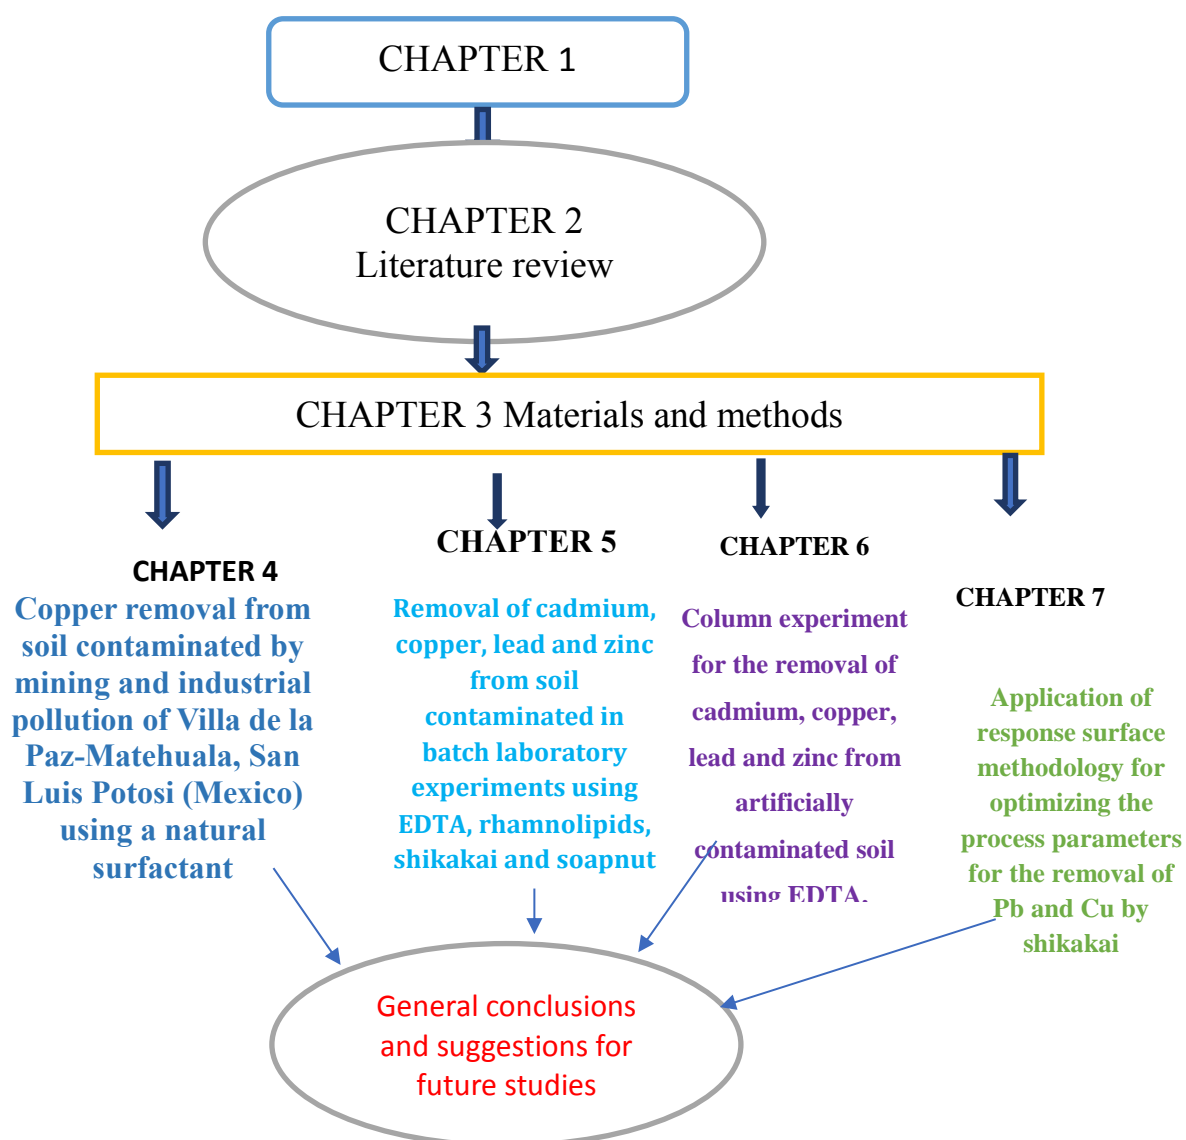 CHAPTER 1
CHAPTER 2
Literature review
CHAPTER 3 Materials and methods
CHAPTER 4
Copper removal from
soil contaminated by
mining and industrial
pollution of Villa de la
Paz-Matehuala, San
Luis Potosi (Mexico)
using a natural
surfactant
CHAPTER 5
Removal of cadmium,
copper, lead and zinc
from soil
contaminated in
batch laboratory
experiments using
EDTA, rhamnolipids,
shikakai and soapnut
CHAPTER 6
Column experiment
for the removal of
cadmium, copper,
lead and zinc from
artificially
contaminated soil
using EDTA,
CHAPTER 7
Application of
response surface
methodology for
optimizing the
process parameters
for the removal of
Pb and Cu by
shikakai
General conclusions
and suggestions for
future studies